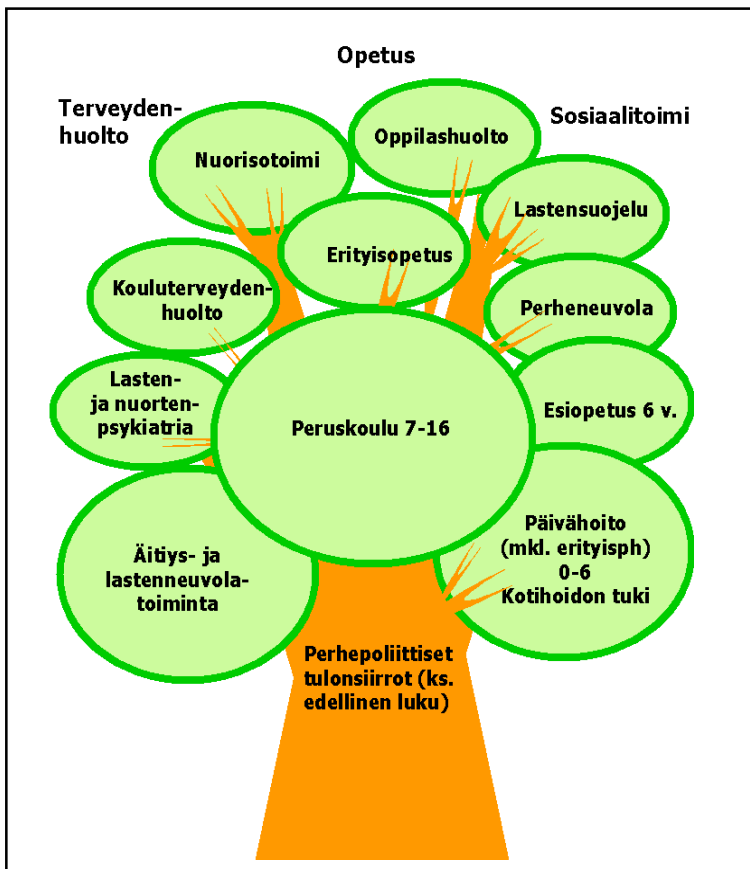 Opetus
Terveyden-
huolto
Sosiaalitoimi
Oppilashuolto
Nuorisotoimi
Lastensuojelu
Erityisopetus
Kouluterveyden-
huolto
Perheneuvola
Lasten-
ja nuorten-
psykiatria
Esiopetus 6 v.
Peruskoulu 7-16
Äitiys- ja
lastenneuvola-
toiminta
Päivähoito
(mkl. erityisph)
0-6
Kotihoidon tuki
Perhepoliittiset
tulonsiirrot (ks.
edellinen luku)